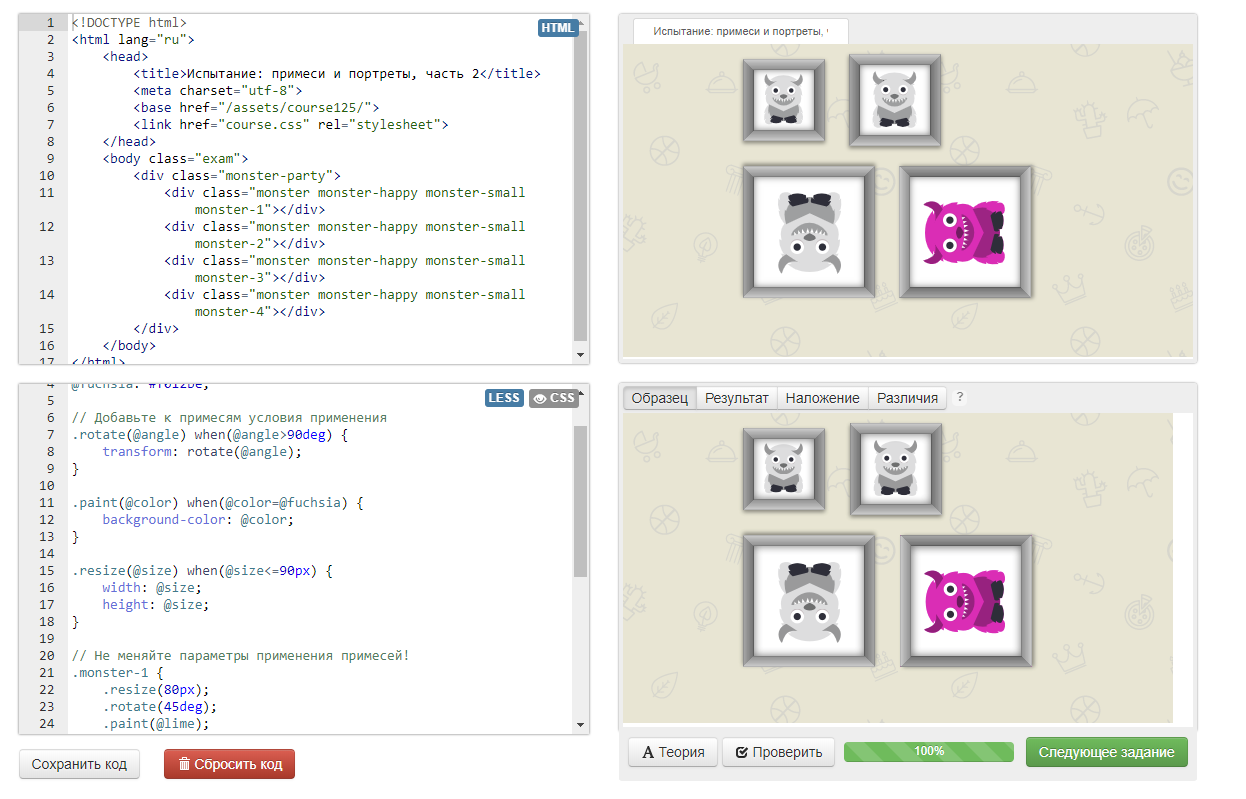 1 <!DOCTYPE html>
HTML
2 <html lang="ru">
3 <head>
4 <title>Испытание: примеси и портреты, часть 2</title>
5 <meta charset="utf-8">
6 <base href="/assets/course125/">
7 <link href="course.css" rel="stylesheet">
8 </head>
9 <body class="exam">
10 <div class="monster-party">
11 <div class="monster monster-happy monster-small
monster-1"></div>
12 <div class="monster monster-happy monster-small
monster-2"></div>
13 <div class="monster monster-happy monster-small
monster-3"></div>
14 <div class="monster monster-happy monster-small
monster-4"></div>
15 </div>
16 </body>
17 </html>
Испытание: примеси и портреты,
4 @fuchsia: #f012be;
LESS CSS
5
6 // Добавьте к примесям условия применения
7 .rotate(@angle) when(@angle>90deg) {
8 transform: rotate(@angle);
9 }
10
11 .paint(@color) when(@color=@fuchsia) {
12 background-color: @color;
13 }
14
15 .resize(@size) when(@size<=90px) {
16 width: @size;
17 height: @size;
18 }
19
20 // Не меняйте параметры применения примесей!
21 .monster-1 {
22 .resize(80px);
23 .rotate(45deg);
24 .paint(@lime);
Сохранить код Сбросить код
Образец Результат Наложение Различия ?
A Теория Проверить 100% Следующее задание